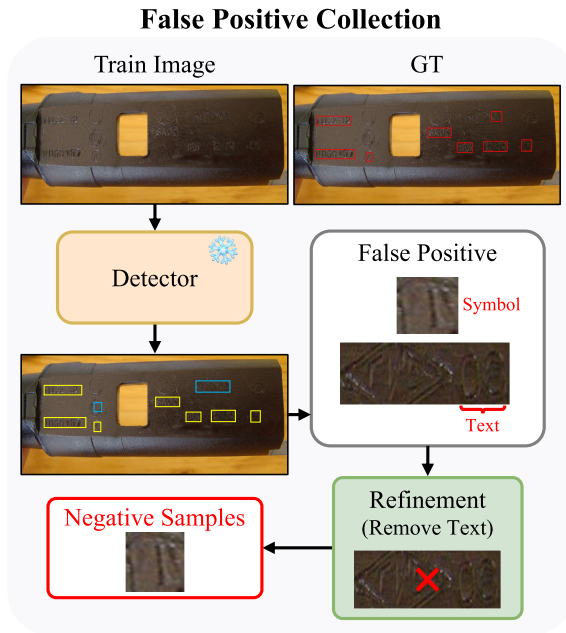 False Positive Collection
Train Image
GT
Detector
False Positive
Symbol
Text
Refinement
(Remove Text)
Negative Samples